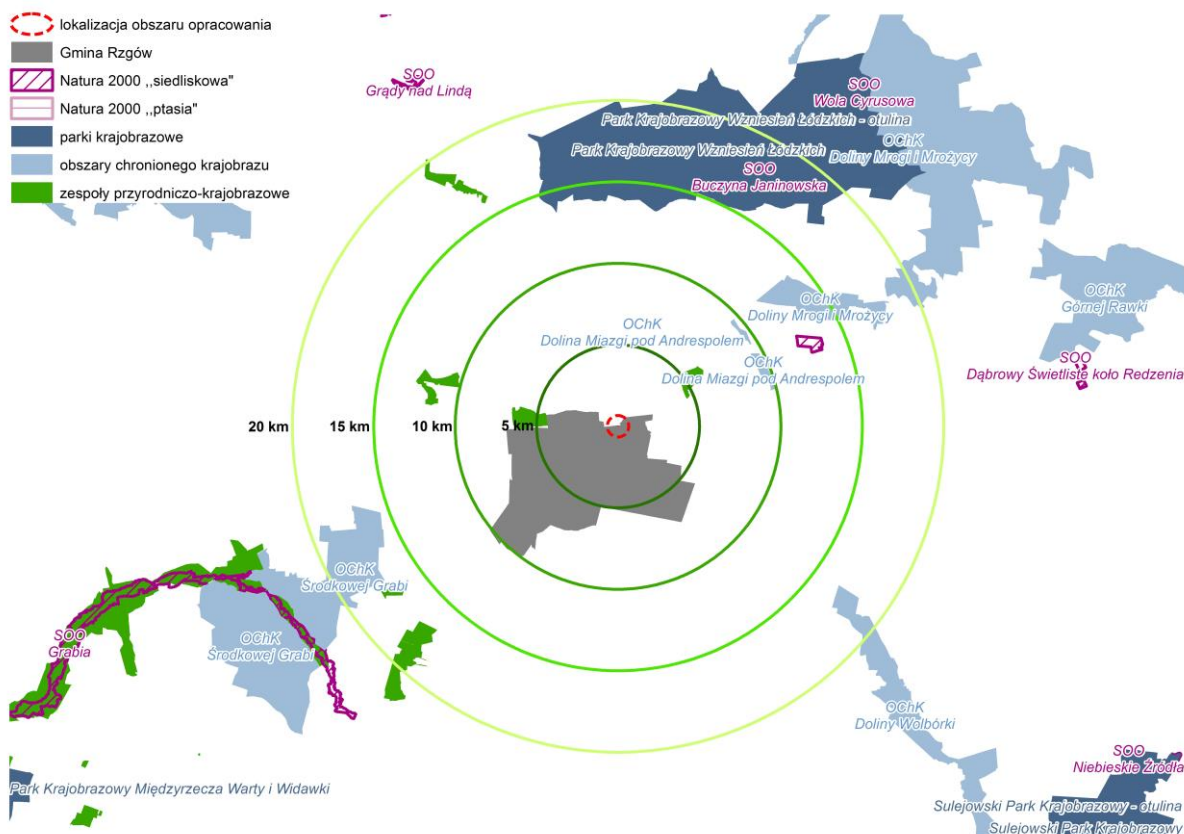 lokalizacja obszaru opracowania
Gmina Rzgów
Natura 2000 ,,siedliskowa"
Natura 2000 ,,ptasia"
parki krajobrazowe
obszary chronionego krajobrazu
zespoły przyrodniczo-krajobrazowe
SOO
Grądy nad Lindą
SOO
Wola Cyrusowa
Park Krajobrazowy Wzniesień Łódzkich - otulina
OChK
Doliny Mrogi i Mrożycy
Park Krajobrazowy Wzniesień Łódzkich
SOO
Buczyna Janinowska
OChK
Górnej Rawki
OChK
Doliny Mrogi i Mrożycy
OChK
Dolina Miazgi pod Andrespolem
SOO
Dąbrowy Świetliste koło Redzenia
OChK
Dolina Miazgi pod Andrespolem
20 km
15 km
10 km
5 km
OChK
Środkowej Grabi
SOO
Grabia
OChK
Środkowej Grabi
OChK
Doliny Wolbórki
SOO
Niebieskie Źródła
Park Krajobrazowy Międzyrzecza Warty i Widawki
Sulejowski Park Krajobrazowy - otulina
Sulejowski Park Krajobrazowy